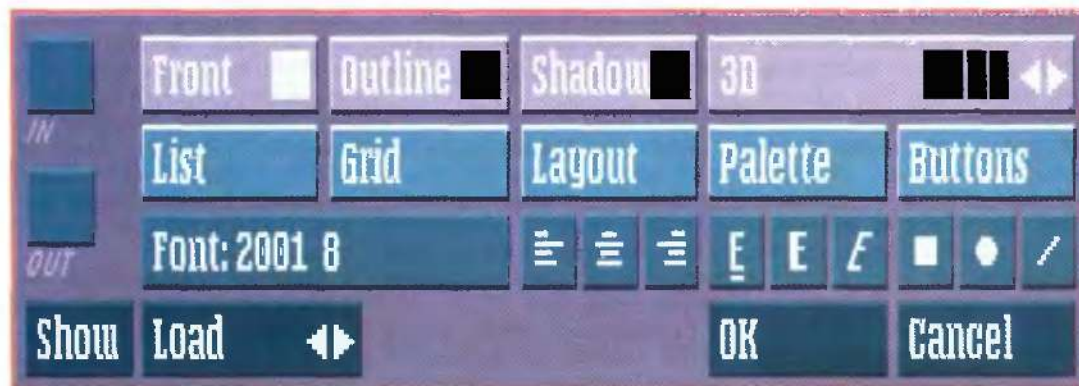 Front Outline Shadow 3D
IN
List Grid Layout Palette Buttons
Font: 2001 8 E E E
OUT
Show Load OK Cancel